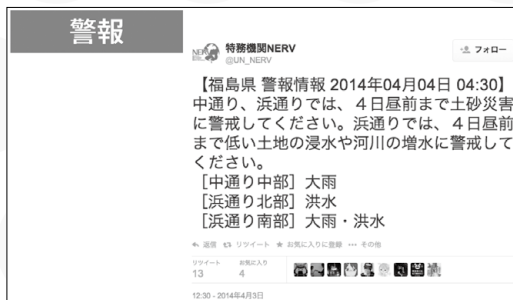 警報
特務機関NERV
@UN_NERV
フォロー
【福島県 警報情報 2014年04月04日 04:30】
中通り、浜通りでは、４日昼前まで土砂災害
に警戒してください。浜通りでは、４日昼前
まで低い土地の浸水や河川の増水に警戒して
ください。
［中通り中部］大雨
［浜通り北部］洪水
［浜通り南部］大雨・洪水
返信 リツイート お気に入りに登録 ••• その他
リツイート お気に入り
13 4
12:30 - 2014年4月3日